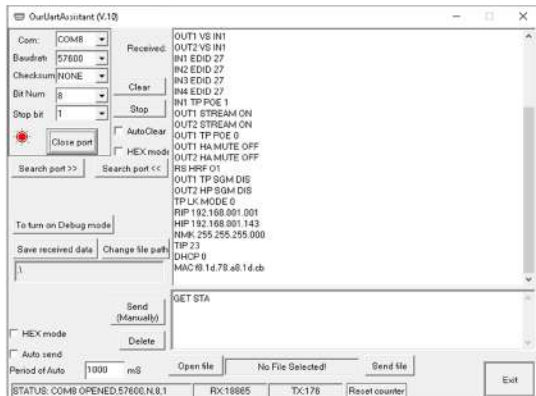 OurUartAssistant (V.10)
Com: COM8
Baudrate 57600
Checksum NONE
Bit Num 8
Stop bit 1
Close port
Received:
Clear
Stop
AutoClear
HEX mode
Search port >> Search port <<
To turn on Debug mode
Save received data Change file path
.\
OUT1 VS IN1
OUT2 VS IN1
IN1 EDID 27
IN2 EDID 27
IN3 EDID 27
IN4 EDID 27
IN1 TP POE 1
OUT1 STREAM ON
OUT2 STREAM ON
OUT1 TP POE 0
OUT1 HA MUTE OFF
OUT2 HA MUTE OFF
RS HRF O1
OUT1 TP SGM DIS
OUT2 HP SGM DIS
TP LK MODE 0
RIP 192.168.001.001
HIP 192.168.001.143
NMK 255.255.255.000
TIP 23
DHCP 0
MAC f8.1d.78.a8.1d.cb
Send
(Manually)
GET STA
HEX mode
Delete
Auto send
Period of Auto 1000 mS
Open file No File Selected! Send file
Exit
STATUS: COM8 OPENED,57600,N,8,1 RX:18865 TX:176 Reset counter